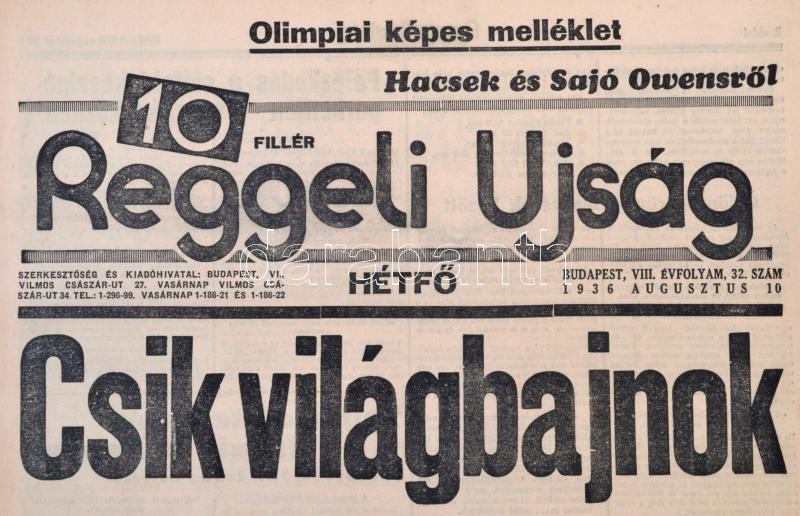 Olimpiai képes melléklet
Hacsek és Sajó Owensről
10
FILLÉR
Reggeli Ujság
SZERKESZTŐSÉG ÉS KIADÓHIVATAL: BUDAPEST, VI.,
VILMOS CSÁSZÁR-UT 27. VASÁRNAP VILMOS CSÁ-
SZÁR-UT 34. TEL.: 1-296-99, VASÁRNAP 1-186-21 ÉS 1-186-22
HÉTFŐ
BUDAPEST, VIII. ÉVFOLYAM, 32. SZÁM
1936 AUGUSZTUS 10
darabanth
Csik világbajnok